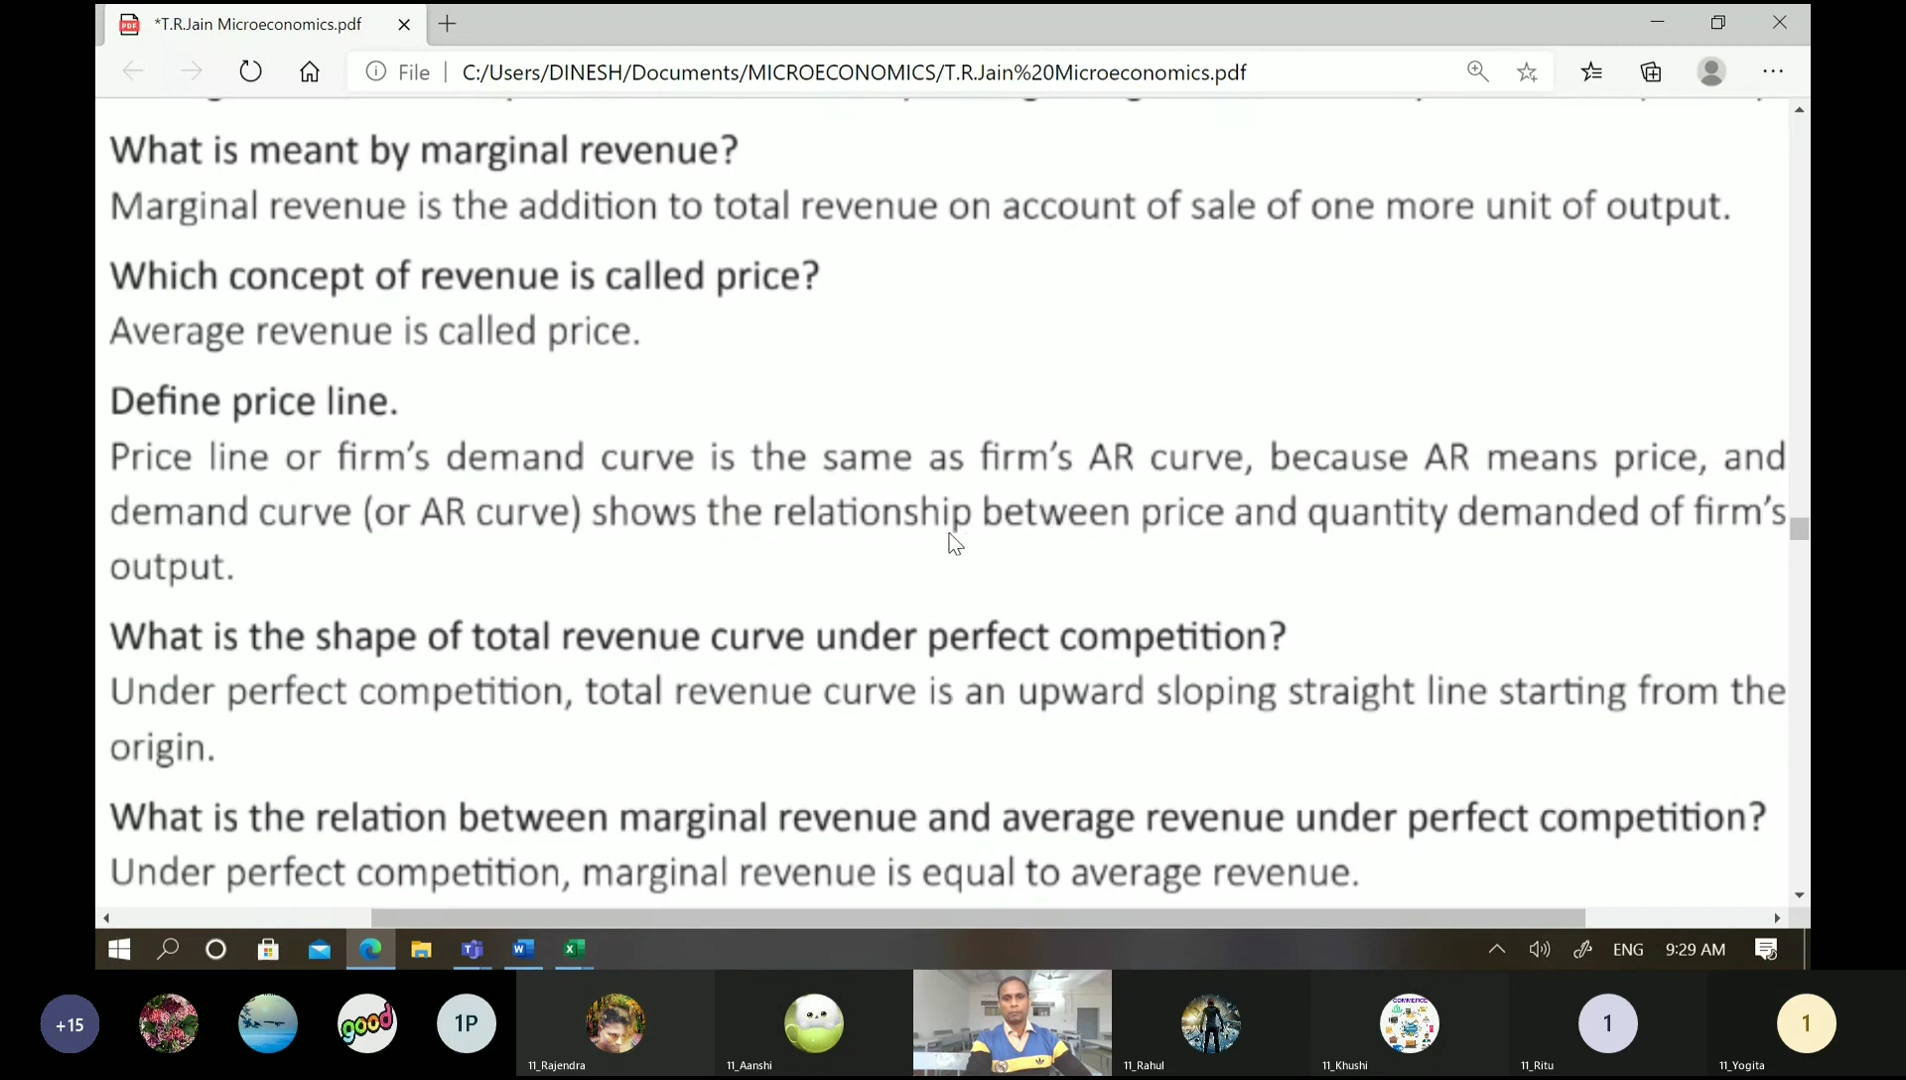 *T.R.Jain Microeconomics.pdf
File | C:/Users/DINESH/Documents/MICROECONOMICS/T.R.Jain%20Microeconomics.pdf
What is meant by marginal revenue?
Marginal revenue is the addition to total revenue on account of sale of one more unit of output.
Which concept of revenue is called price?
Average revenue is called price.
Define price line.
Price line or firm’s demand curve is the same as firm’s AR curve, because AR means price, and
demand curve (or AR curve) shows the relationship between price and quantity demanded of firm’s
output.
What is the shape of total revenue curve under perfect competition?
Under perfect competition, total revenue curve is an upward sloping straight line starting from the
origin.
What is the relation between marginal revenue and average revenue under perfect competition?
Under perfect competition, marginal revenue is equal to average revenue.
ENG 9:29 AM
+15
good
1P
11_Rajendra
11_Aanshi
11_Rahul
COMMERCE
11_Khushi
1
11_Ritu
1
11_Yogita